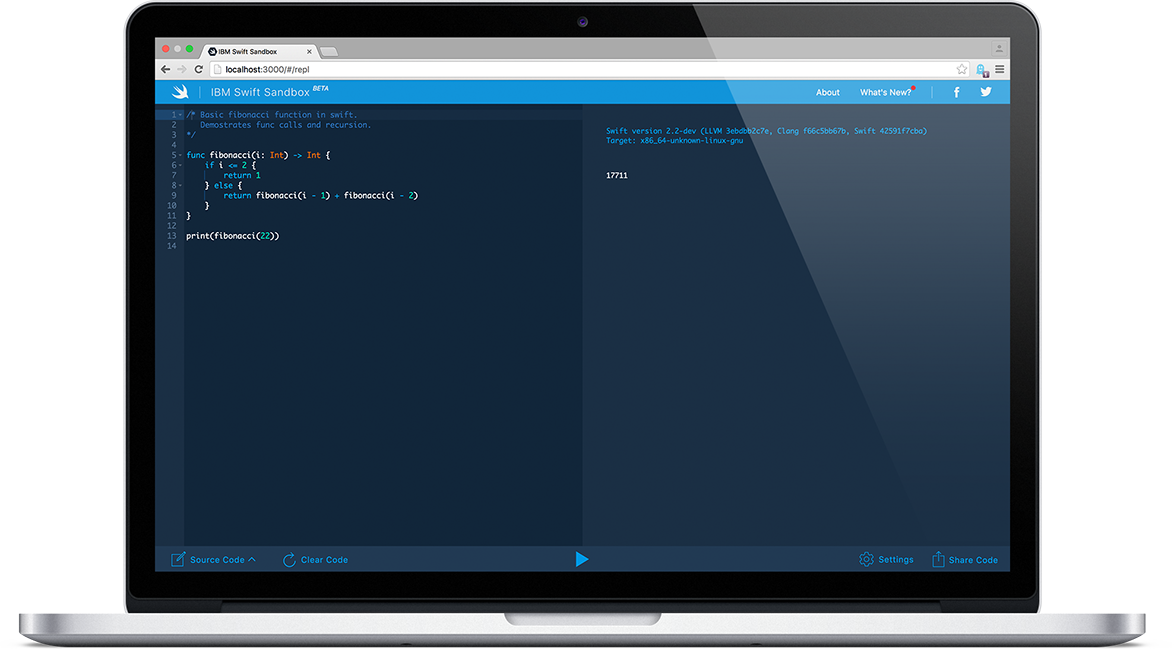 IBM Swift Sandbox
localhost:3000/#/repl
IBM Swift Sandbox BETA
About
What's New?
1 /* Basic fibonacci function in swift.
2 Demostrates func calls and recursion.
3 */
4
5 func fibonacci(i: Int) -> Int {
6 if i <= 2 {
7 return 1
8 } else {
9 return fibonacci(i - 1) + fibonacci(i - 2)
10 }
11 }
12
13 print(fibonacci(22))
14
Swift version 2.2-dev (LLVM 3ebdbb2c7e, Clang f66c5bb67b, Swift 42591f7cba)
Target: x86_64-unknown-linux-gnu
17711
Source Code
Clear Code
Settings
Share Code